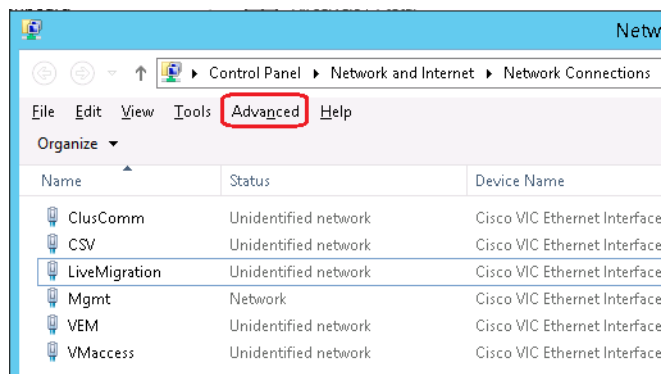 Netw
Control Panel Network and Internet Network Connections
File Edit View Tools Advanced Help
Organize
Name Status Device Name
ClusComm Unidentified network Cisco VIC Ethernet Interface
CSV Unidentified network Cisco VIC Ethernet Interface
LiveMigration Unidentified network Cisco VIC Ethernet Interface
Mgmt Network Cisco VIC Ethernet Interface
VEM Unidentified network Cisco VIC Ethernet Interface
VMaccess Unidentified network Cisco VIC Ethernet Interface